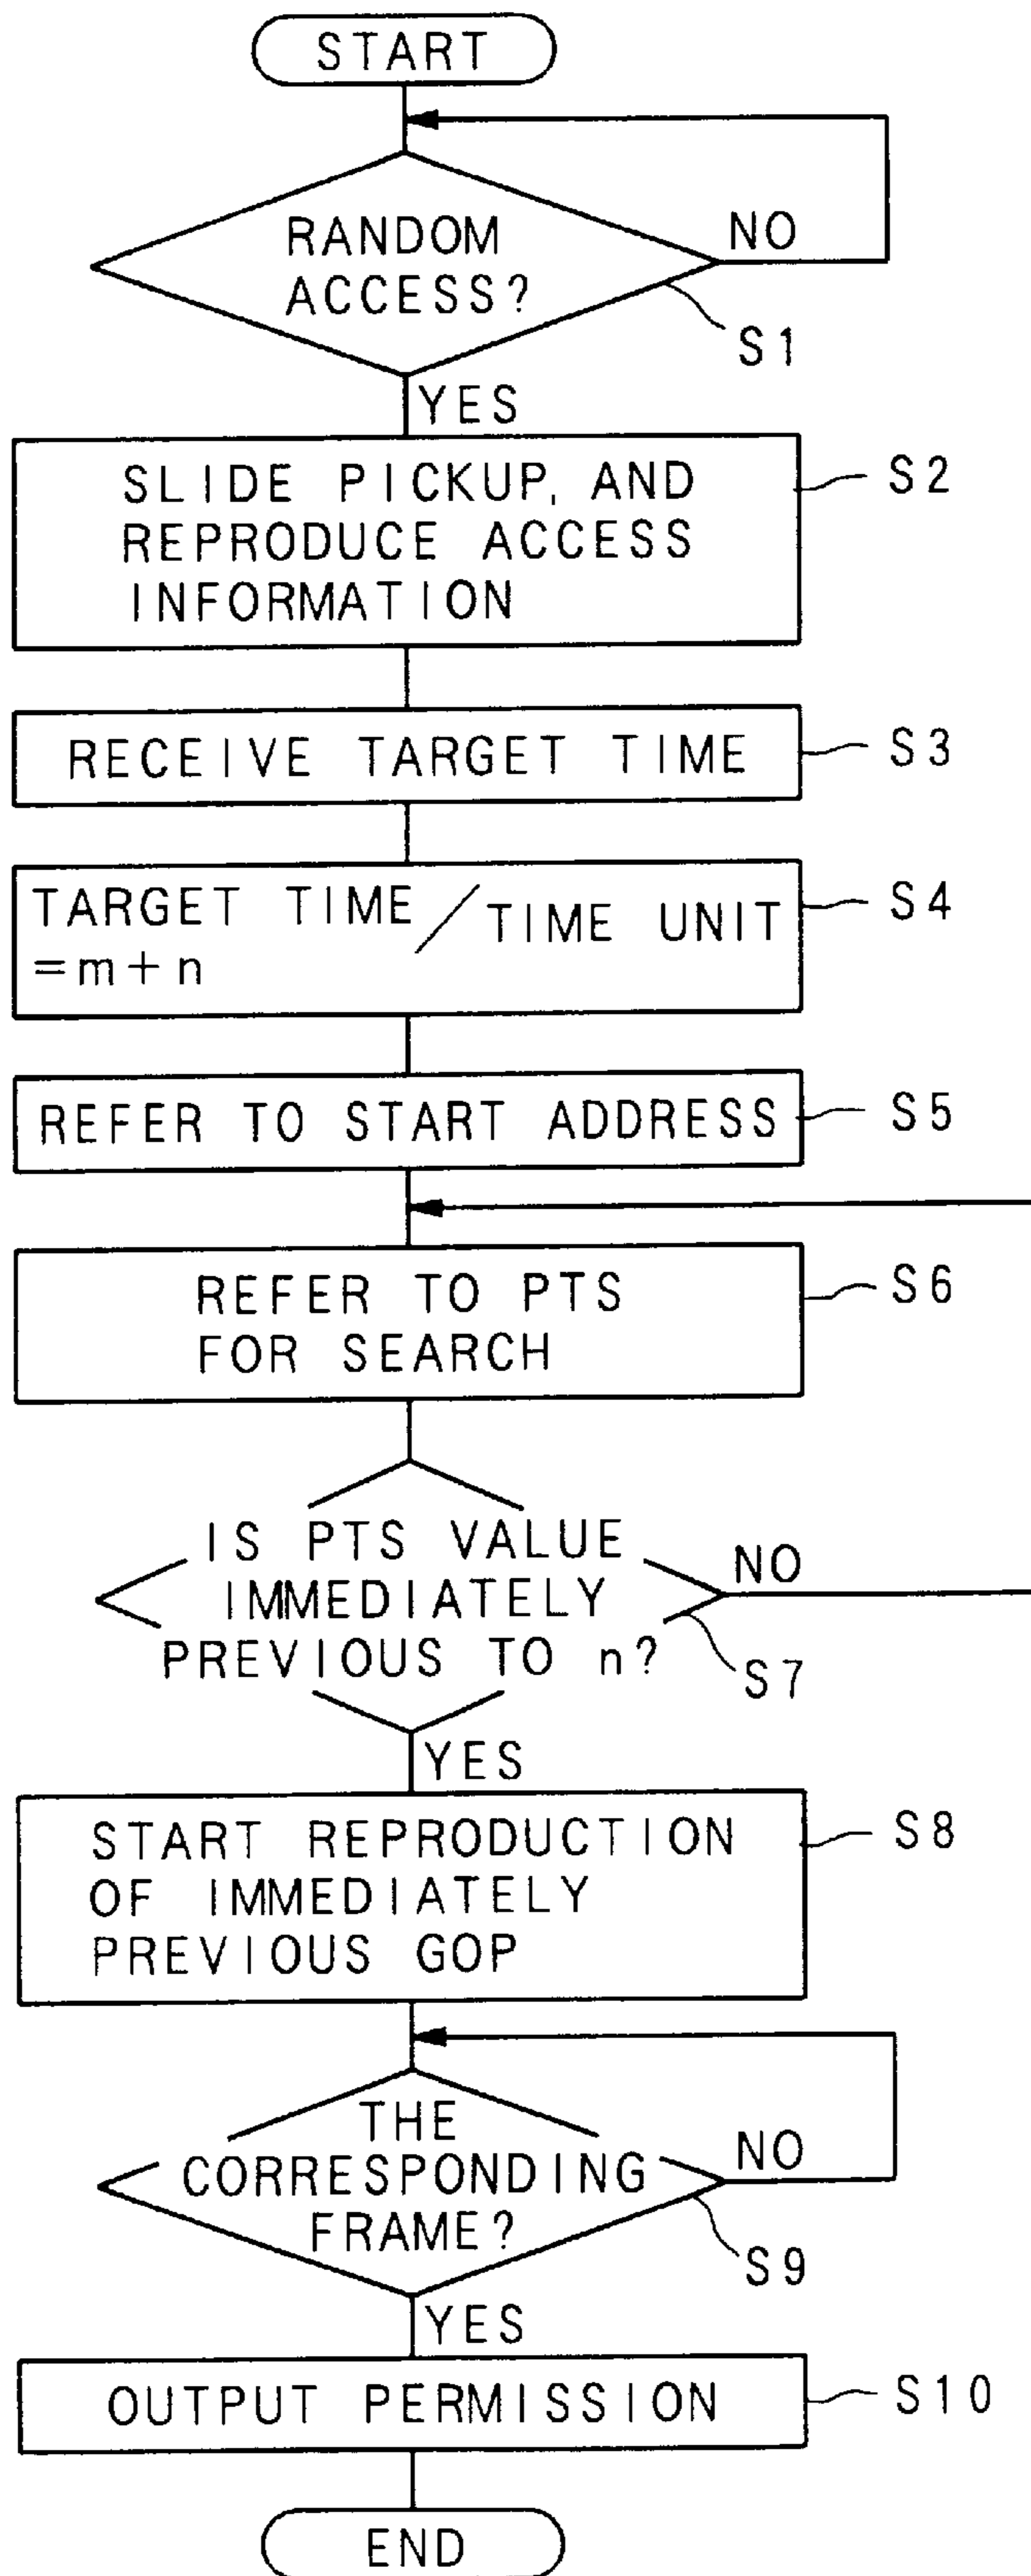 START
RANDOM
ACCESS?
NO
S1
YES
SLIDE PICKUP, AND
REPRODUCE ACCESS
INFORMATION
S2
RECEIVE TARGET TIME
S3
TARGET TIME / TIME UNIT
=m+n
S4
REFER TO START ADDRESS
S5
REFER TO PTS
FOR SEARCH
S6
IS PTS VALUE
IMMEDIATELY
PREVIOUS TO n?
NO
S7
YES
START REPRODUCTION
OF IMMEDIATELY
PREVIOUS GOP
S8
THE
CORRESPONDING
FRAME?
NO
S9
YES
OUTPUT PERMISSION
S10
END